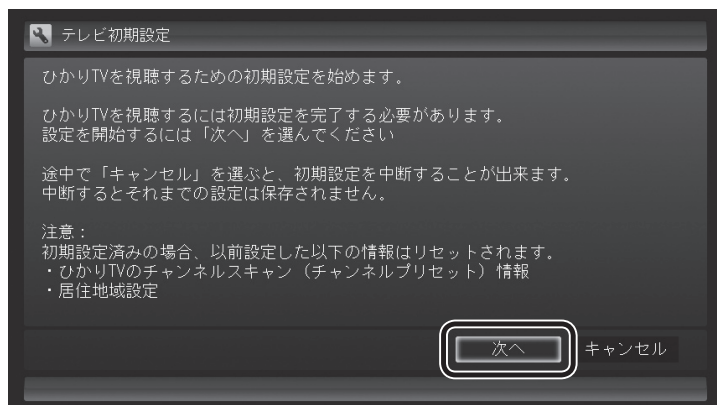 テレビ初期設定
ひかりTVを視聴するための初期設定を始めます。
ひかりTVを視聴するには初期設定を完了する必要があります。
設定を開始するには「次へ」を選んでください
途中で「キャンセル」を選ぶと、初期設定を中断することが出来ます。
中断するとそれまでの設定は保存されません。
注意：
初期設定済みの場合、以前設定した以下の情報はリセットされます。
・ひかりTVのチャンネルスキャン（チャンネルプリセット）情報
・居住地域設定
次へ キャンセル